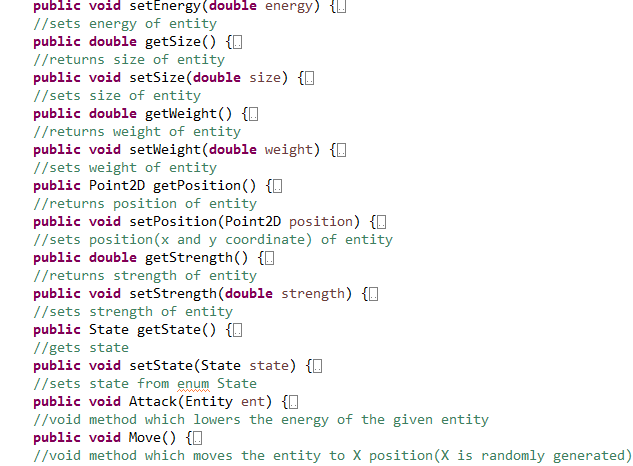 public void setEnergy(double energy) {
//sets energy of entity
public double getSize() {
//returns size of entity
public void setSize(double size) {
//sets size of entity
public double getWeight() {
//returns weight of entity
public void setWeight(double weight) {
//sets weight of entity
public Point2D getPosition() {
//returns position of entity
public void setPosition(Point2D position) {
//sets position(x and y coordinate) of entity
public double getStrength() {
//returns strength of entity
public void setStrength(double strength) {
//sets strength of entity
public State getState() {
//gets state
public void setState(State state) {
//sets state from enum State
public void Attack(Entity ent) {
//void method which lowers the energy of the given entity
public void Move() {
//void method which moves the entity to X position(X is randomly generated)